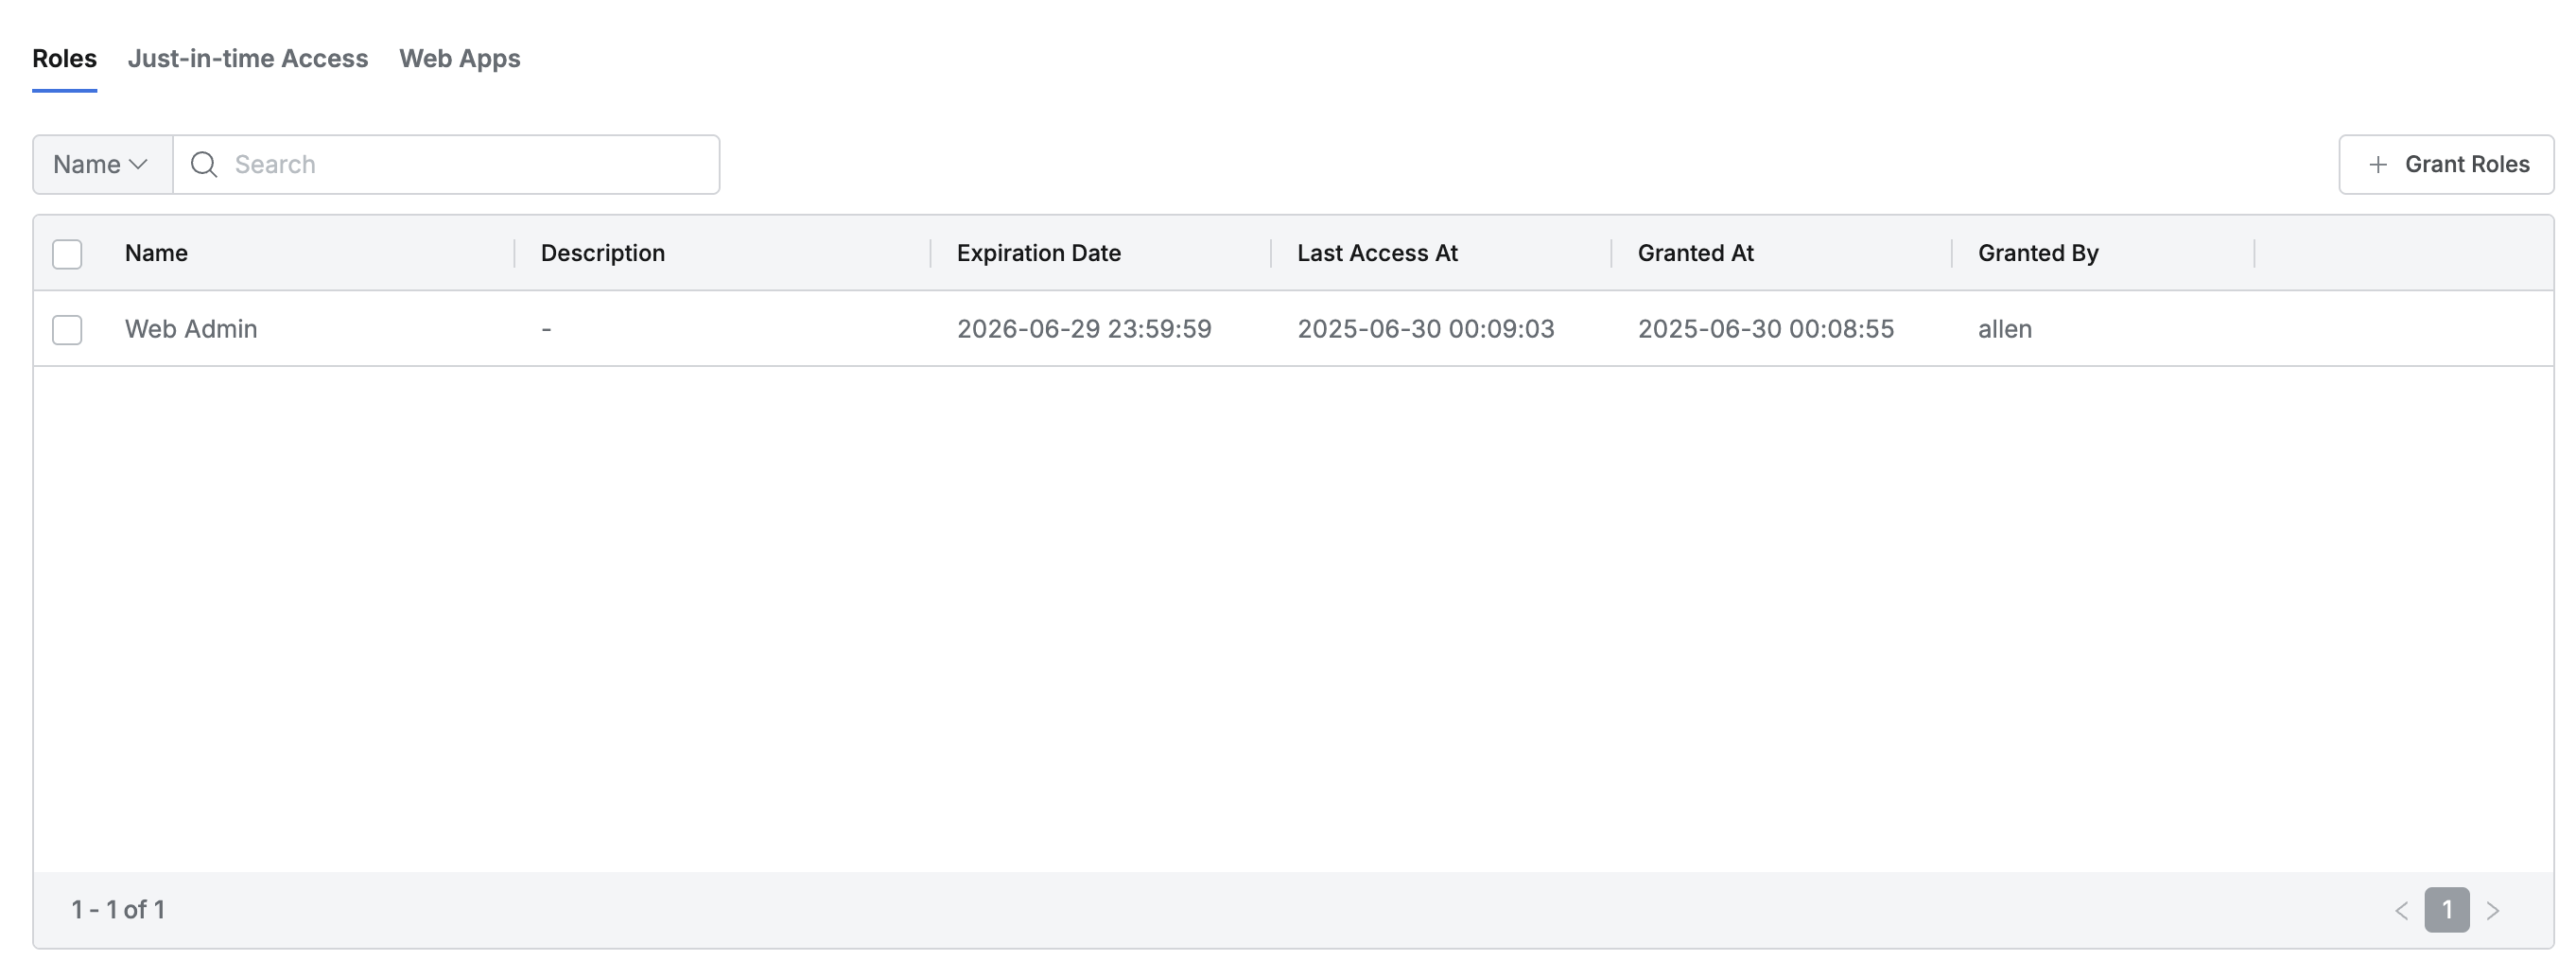 Roles Just-in-time Access Web Apps
Name Search + Grant Roles
Name Description Expiration Date Last Access At Granted At Granted By
Web Admin - 2026-06-29 23:59:59 2025-06-30 00:09:03 2025-06-30 00:08:55 allen
1 - 1 of 1 < 1 >